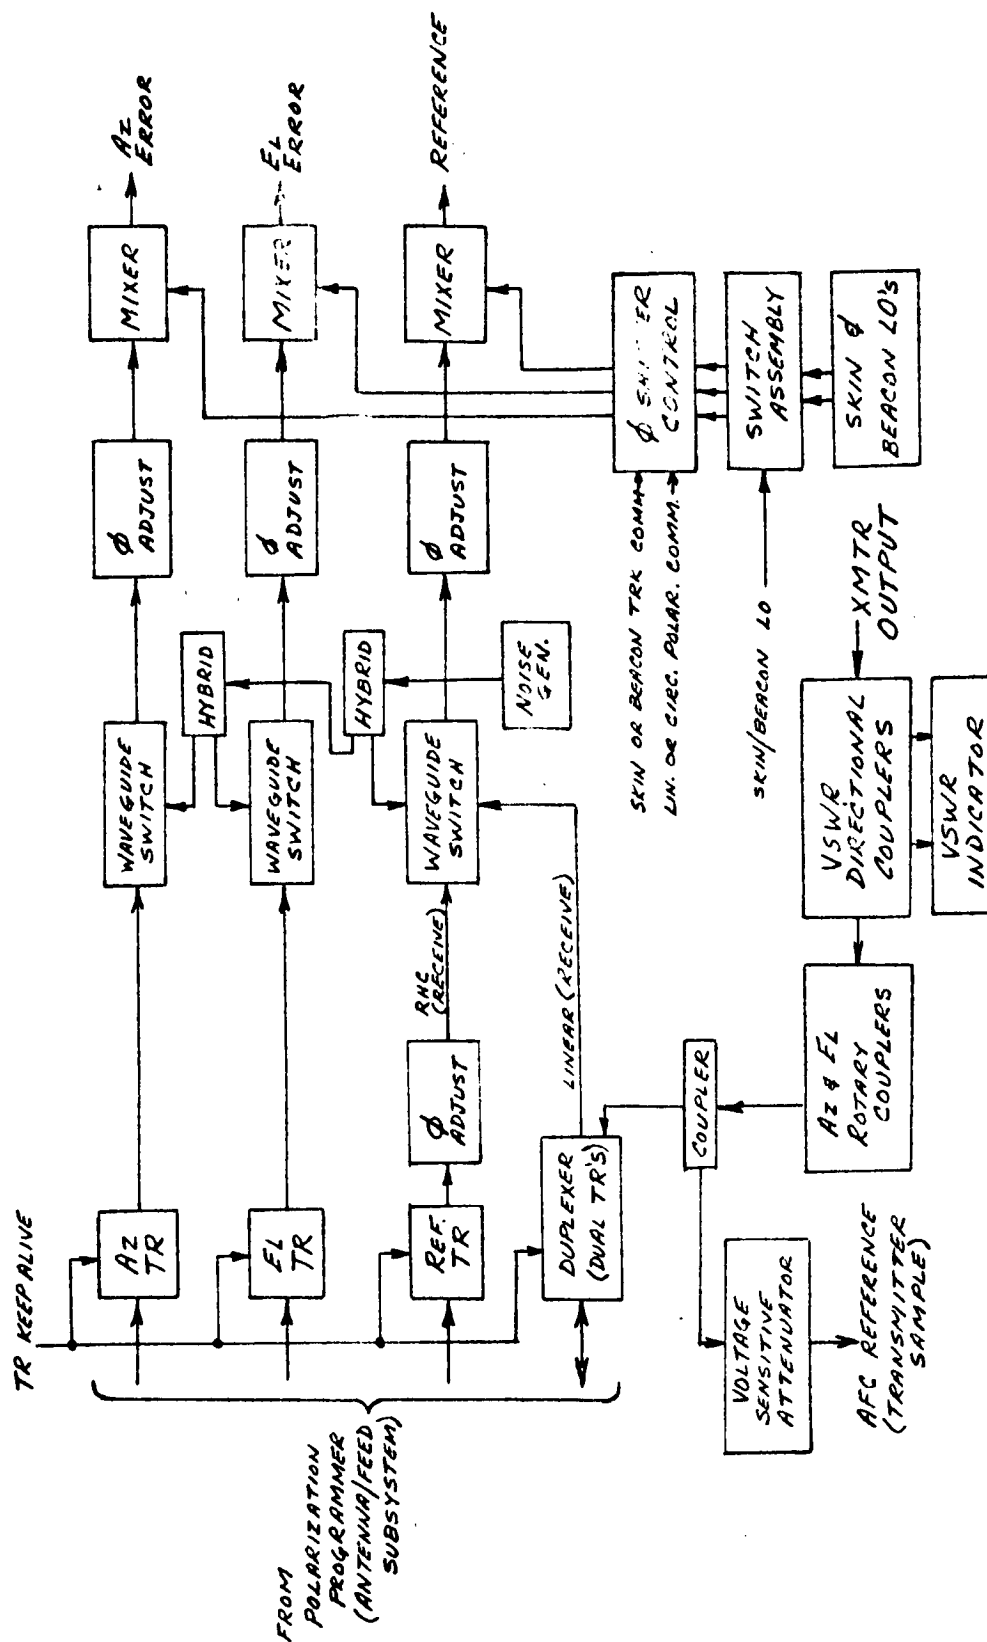 TR KEEP ALIVE
FROM
POLARIZATION
PROGRAMMER
(ANTENNA/FEED
SUBSYSTEM)
AZ
TR
WAVEGUIDE
SWITCH
Φ
ADJUST
MIXER
AZ
ERROR
HYBRID
EL
TR
WAVEGUIDE
SWITCH
Φ
ADJUST
MIXER
EL
ERROR
HYBRID
REF.
TR
Φ
ADJUST
RHC
(RECEIVE)
WAVEGUIDE
SWITCH
Φ
ADJUST
MIXER
REFERENCE
NOISE
GEN.
DUPLEXER
(DUAL TR'S)
LINEAR (RECEIVE)
SKIN OR BEACON TRK COMM
LIN. OR CIRC. POLAR. COMM.
Φ
CONTROL
COUPLER
SKIN/BEACON LO
SWITCH
ASSEMBLY
VOLTAGE
SENSITIVE
ATTENUATOR
AZ & EL
ROTARY
COUPLERS
VSWR
DIRECTIONAL
COUPLERS
XMTR
OUTPUT
SKIN &
BEACON LO's
AFC REFERENCE
(TRANSMITTER
SAMPLE)
VSWR
INDICATOR